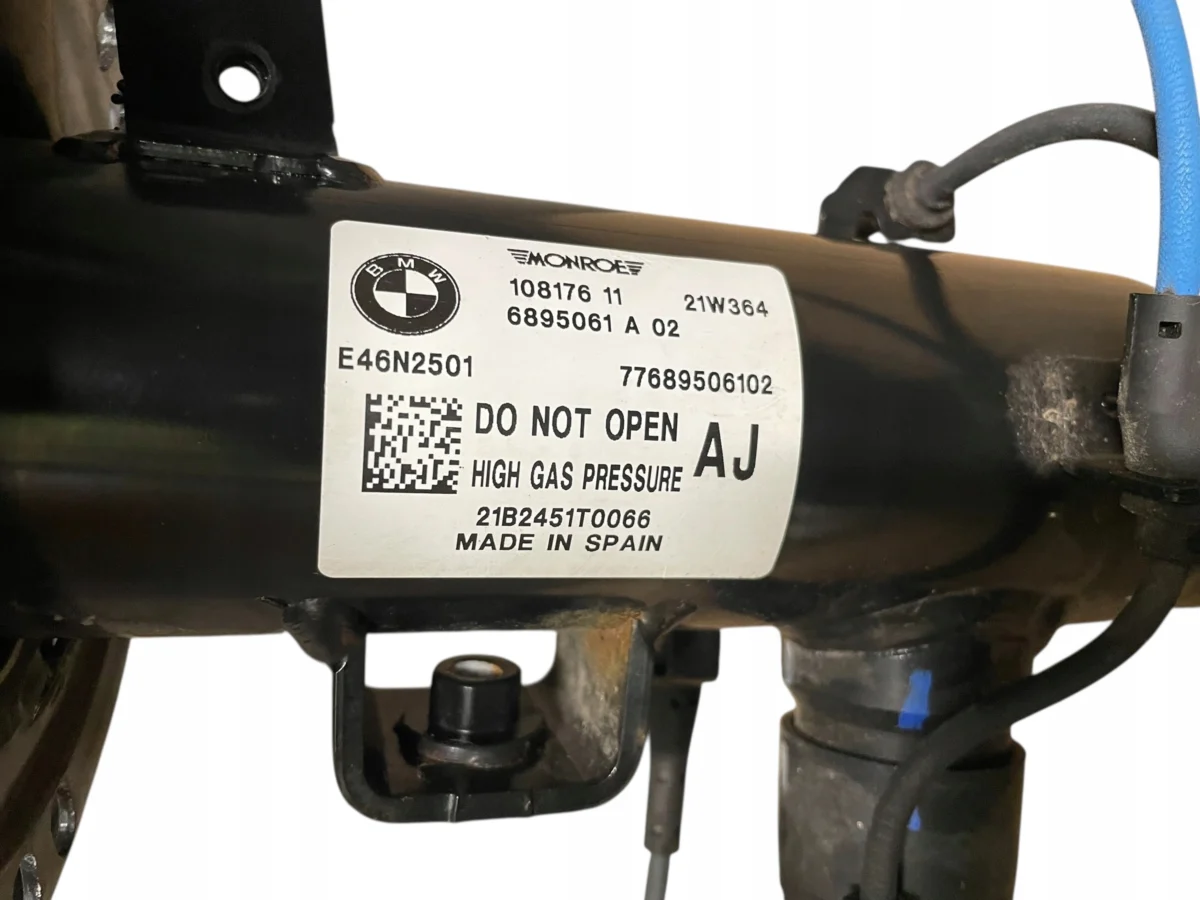 BMW
MONROE
108176 11 21W364
6895061 A 02
E46N2501 77689506102
DO NOT OPEN
HIGH GAS PRESSURE
AJ
21B2451T0066
MADE IN SPAIN